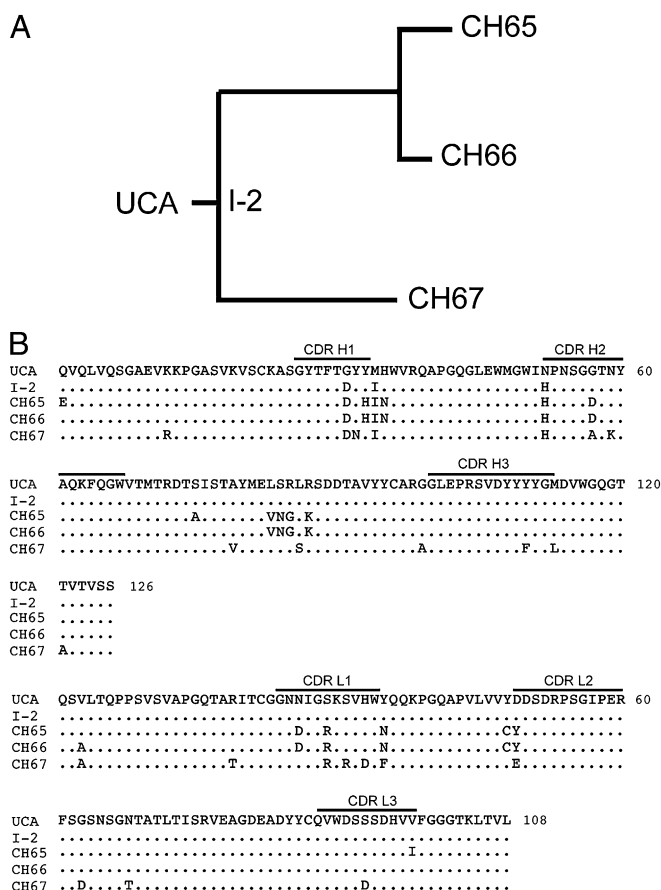 A
CH65
CH66
UCA
I-2
CH67
B
CDR H1 CDR H2
UCA QVQLVQSGAEVKKPGASVKVSCKASGYTFTGYYMHWVRQAPGQGLEWMGWINPNSGGTNY 60
I-2 ..............................D..I.................H........
CH65 E.............................D.HIN................H....D...
CH66 ..............................D.HIN................H....D...
CH67 ...........R..................DN.I.................H....A.K.
CDR H3
UCA AQKFQGWVTMTRDTSISTAYMELSRLRSDDTAVYYCARGGLEPRSVDYYYYGMDVWGQGT 120
I-2 ............................................................
CH65 ..............A.......VNG.K.................................
CH66 ......................VNG.K.................................
CH67 ..................V......S............A..........F..L.......
UCA TVTVSS 126
I-2 ......
CH65 ......
CH66 ......
CH67 A.....
CDR L1 CDR L2
UCA QSVLTQPPSVSVAPGQTARITCGGNNIGSKSVHWYQQKPGQAPVLVVYDDSDRPSGIPER 60
I-2 ............................................................
CH65 .........................D..R.....N............CY...........
CH66 ..A......................D..R.....N............CY...........
CH67 ..A...............T.........R.R.D.F.............E...........
CDR L3
UCA FSGSNSGNTATLTISRVEAGDEADYYCQVWDSSSDHVVFGGGTKLTVL 108
I-2 ................................................
CH65 .....................................I..........
CH66 ................................................
CH67 ..D....T........................D...............